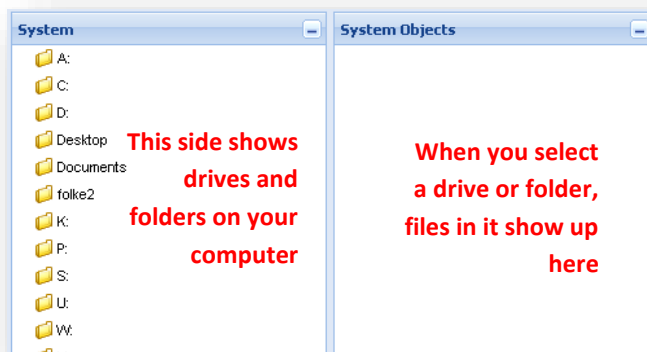 System
A:
C:
D:
Desktop
Documents
folke2
K:
P:
S:
U:
W:
This side shows
drives and
folders on your
computer
System Objects
When you select
a drive or folder,
files in it show up
here